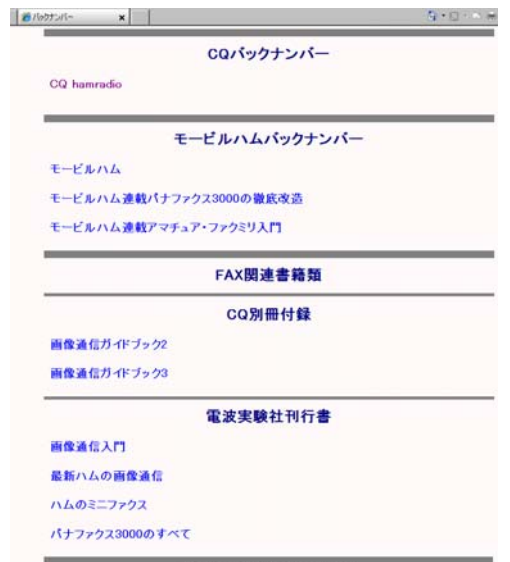 バックナンバー
CQバックナンバー
CQ hamradio
モービルハムバックナンバー
モービルハム
モービルハム連載パナファクス3000の徹底改造
モービルハム連載アマチュア・ファクミリ入門
FAX関連書籍類
CQ別冊付録
画像通信ガイドブック2
画像通信ガイドブック3
電波実験社刊行書
画像通信入門
最新ハムの画像通信
ハムのミニファクス
パナファクス3000のすべて